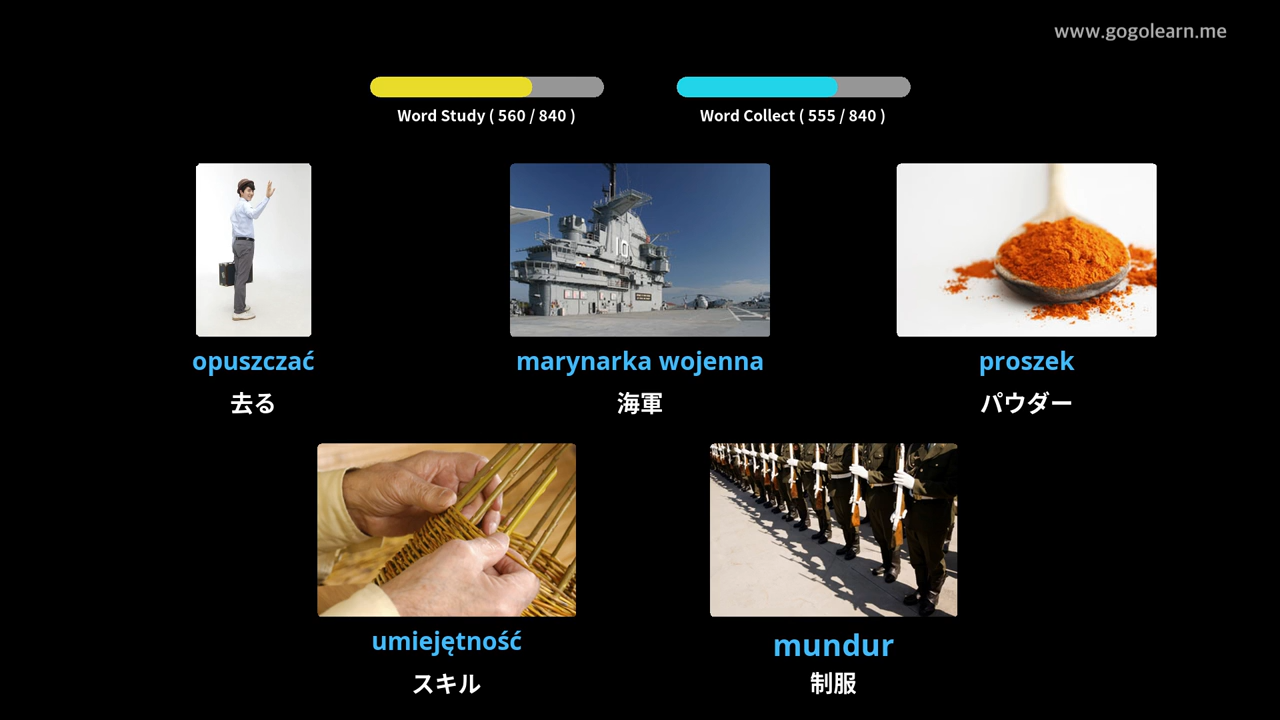 www.gogolearn.me
Word Study ( 560 / 840 )
Word Collect ( 555 / 840 )
opuszczać
去る
marynarka wojenna
海軍
proszek
パウダー
umiejętność
スキル
mundur
制服
10